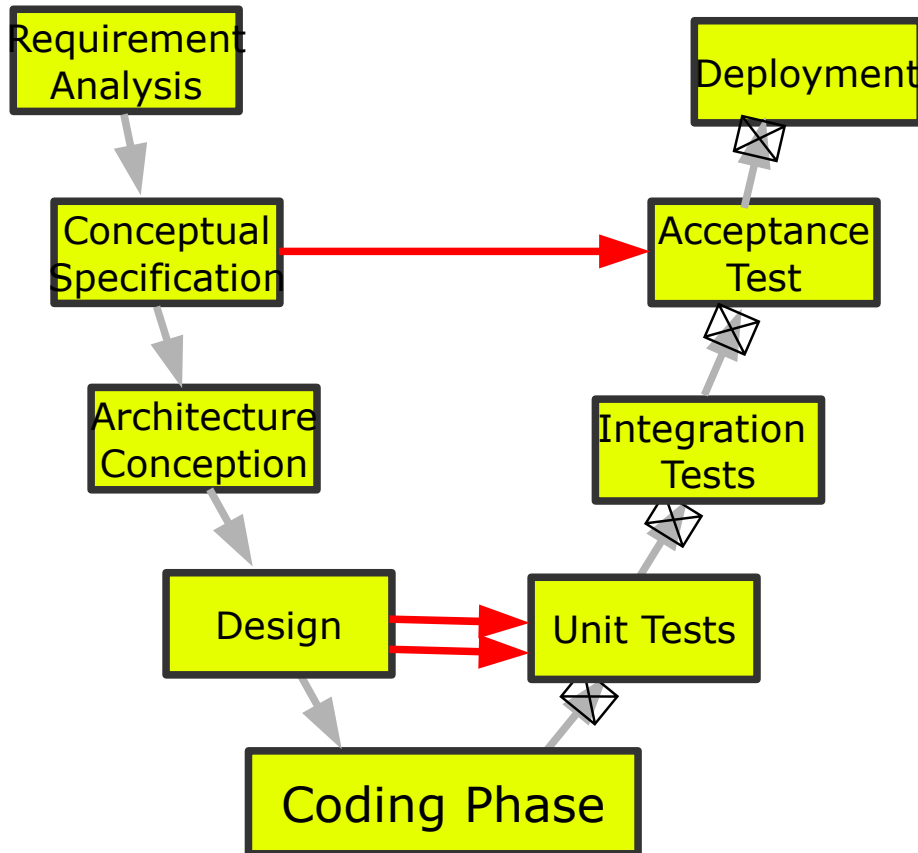 Requirement
Analysis
Deployment
Conceptual
Specification
Acceptance
Test
Architecture
Conception
Integration
Tests
Design
Unit Tests
Coding Phase